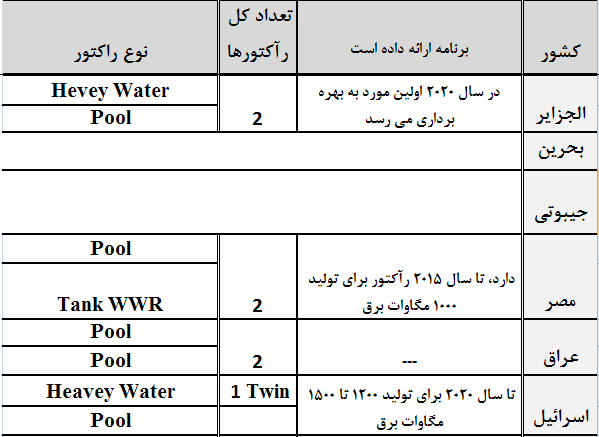 کشور	برنامه ارائه داده است	تعداد کل رآکتورها	نوع راکتور
الجزایر	در سال ۲۰۲۰ اولین مورد به بهره برداری می رسد	2	Hevey Water
Pool
بحرین
جیبوتی
مصر	دارد، تا سال ۲۰۱۵ رآکتور برای تولید ۱۰۰۰ مگاوات برق	2	Pool
Tank WWR
عراق	---	2	Pool
Pool
اسرائیل	تا سال ۲۰۲۰ برای تولید ۱۲۰۰ تا ۱۵۰۰ مگاوات برق	1 Twin	Heavey Water
Pool